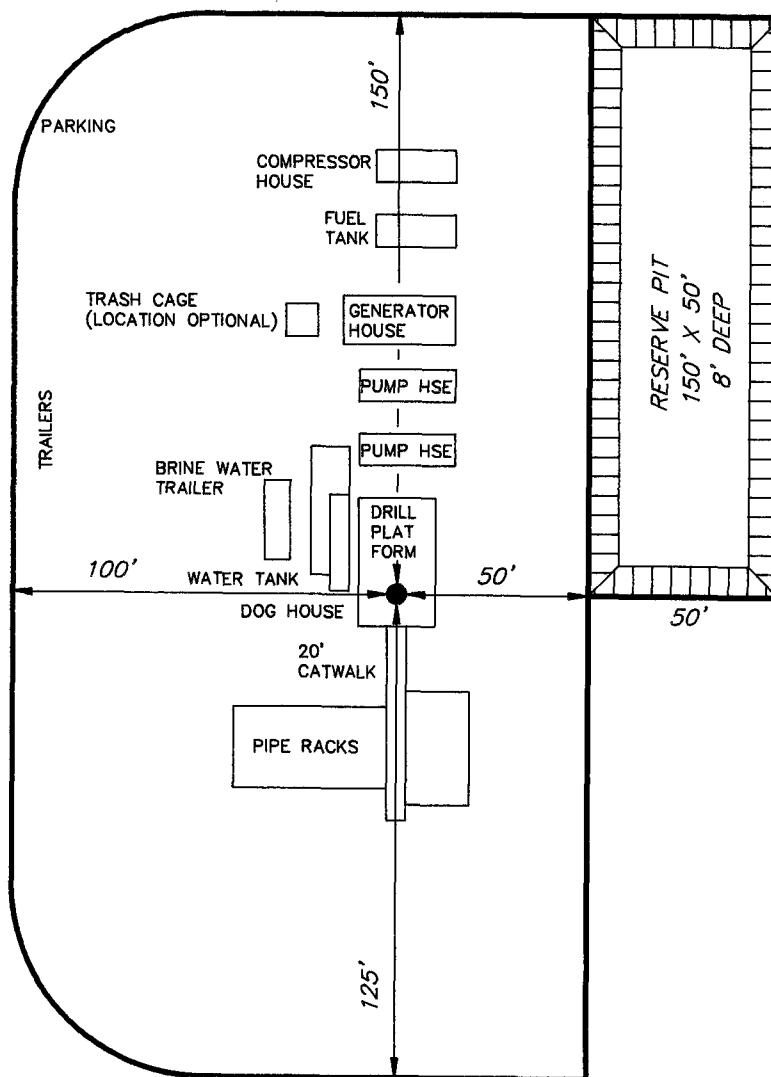 150'
PARKING
COMPRESSOR
HOUSE
FUEL
TANK
TRASH CAGE
(LOCATION OPTIONAL)
GENERATOR
HOUSE
RESERVE PIT
150' X 50'
8' DEEP
PUMP HSE
TRAILERS
PUMP HSE
BRINE WATER
TRAILER
DRILL
PLAT
FORM
WATER TANK
100'
50'
DOG HOUSE
50'
20'
CATWALK
PIPE RACKS
125'